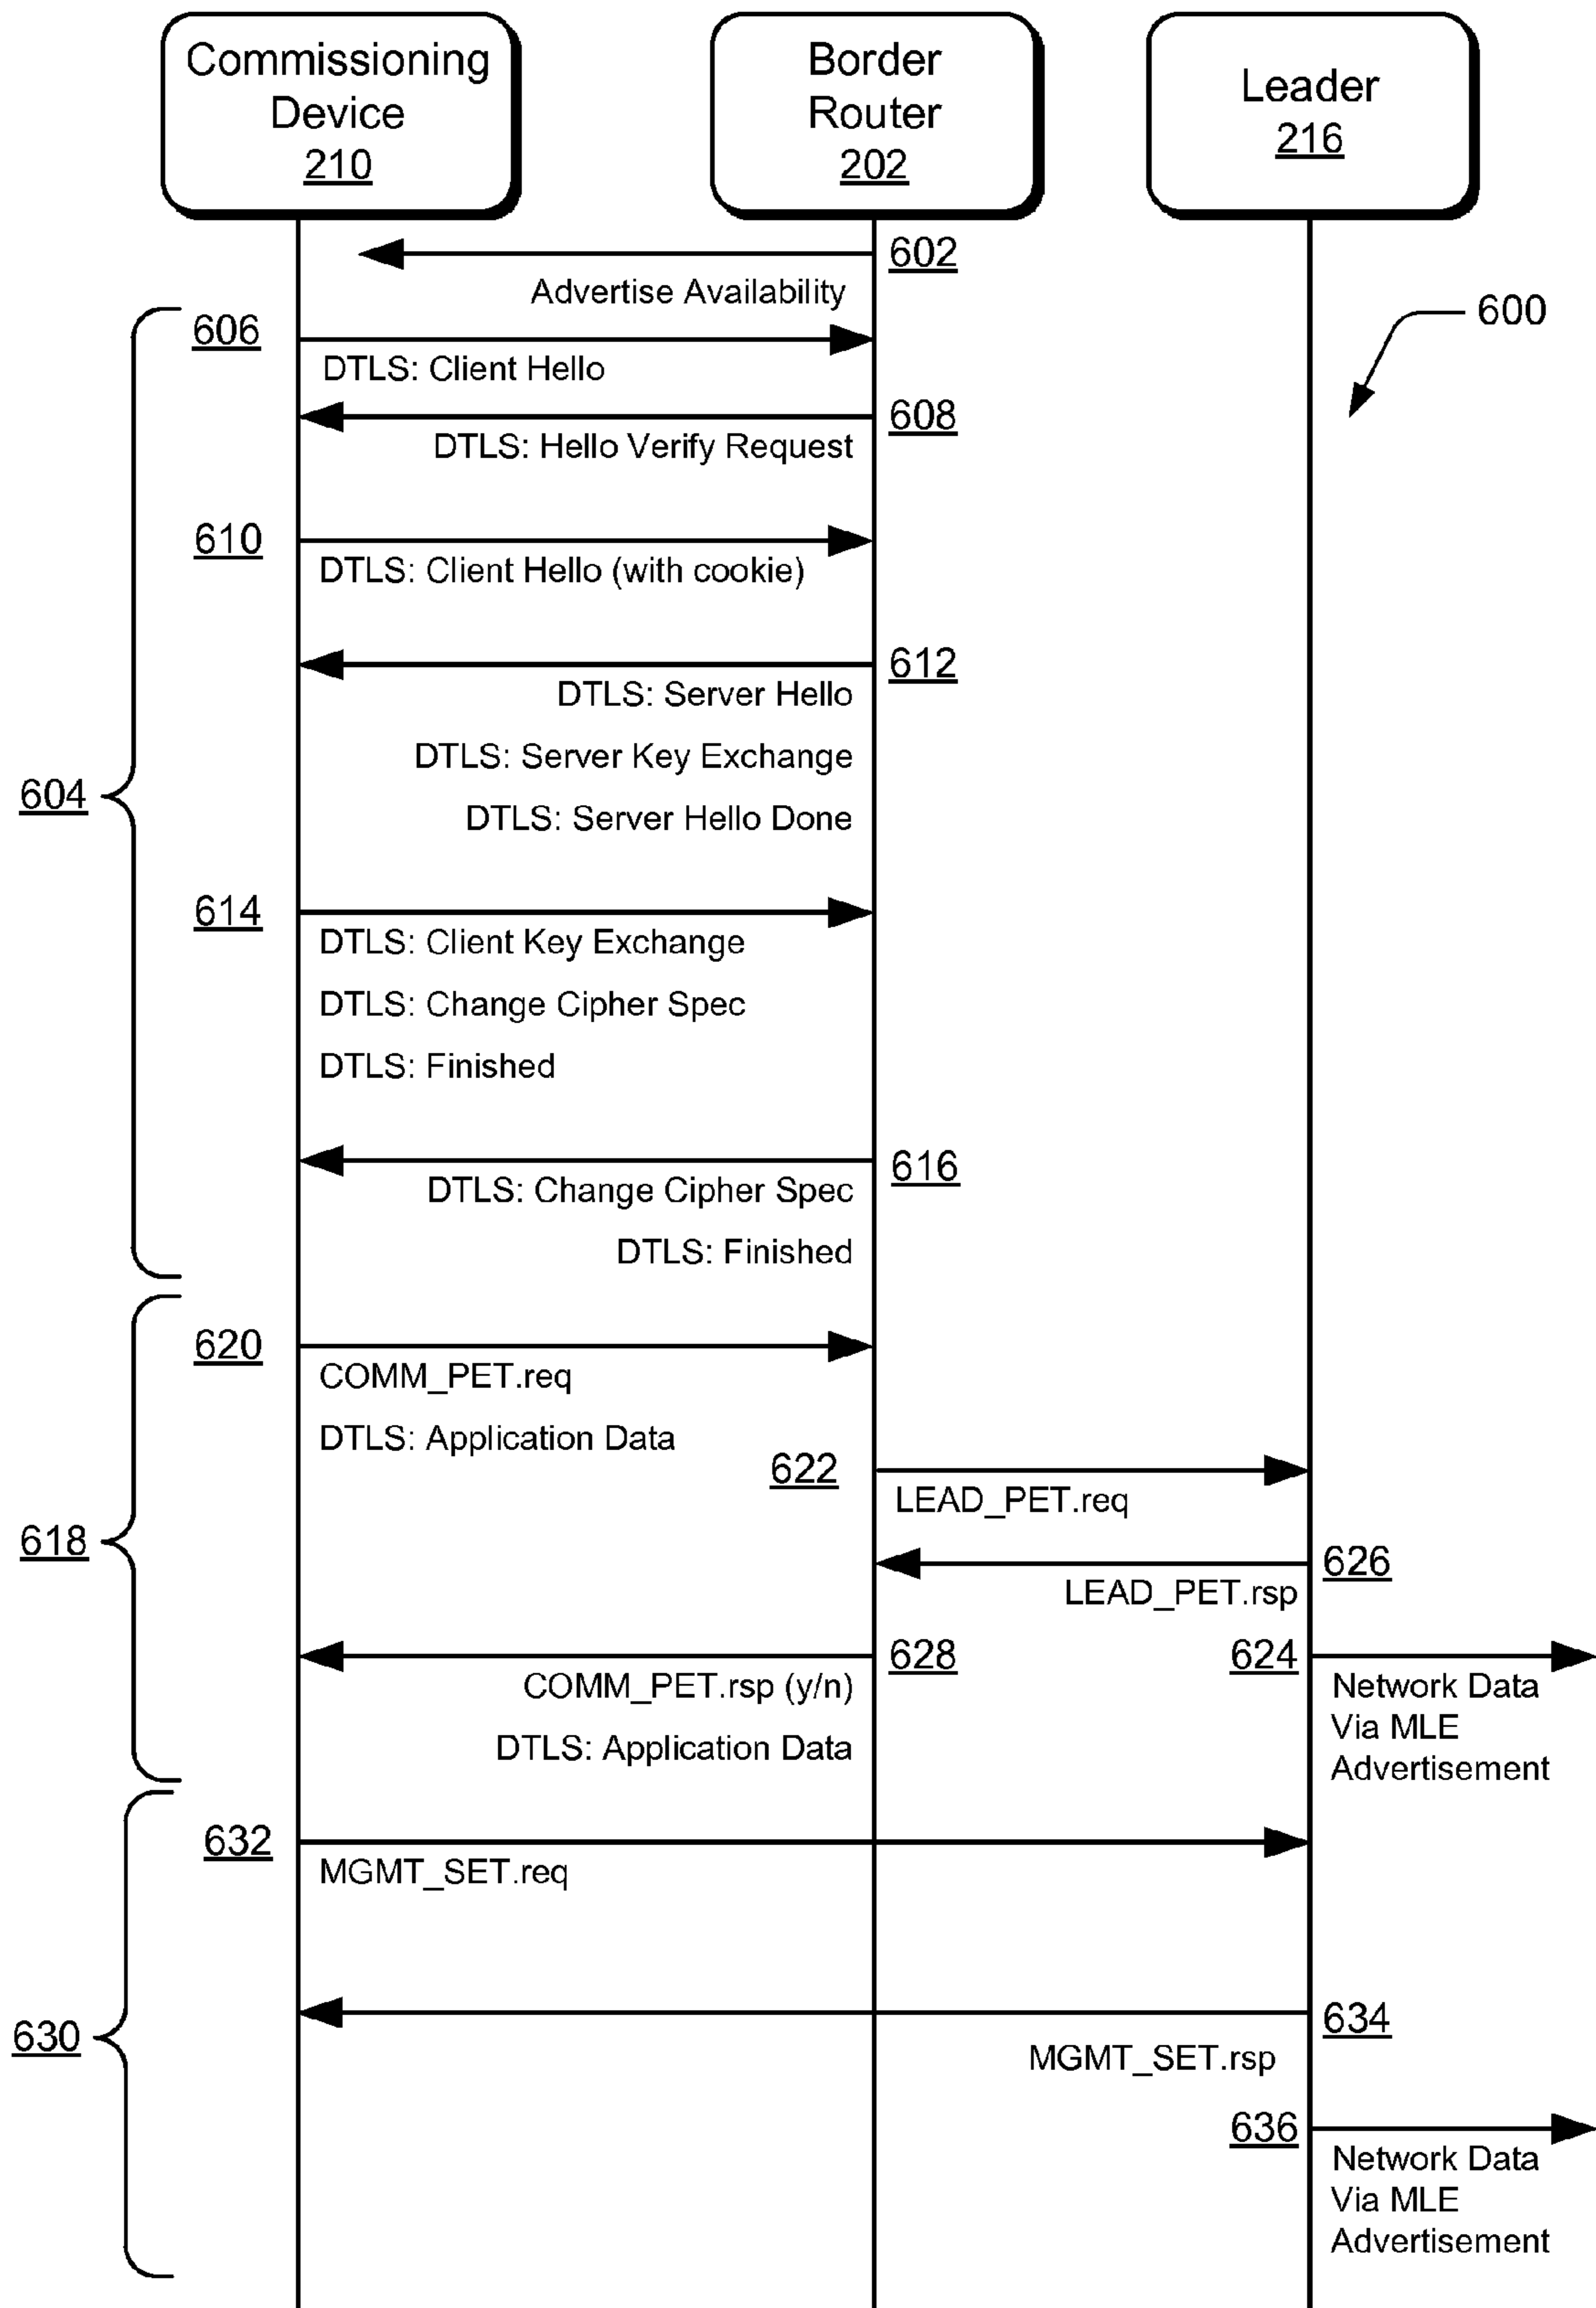 Commissioning
Device
210
Border
Router
202
Leader
216
602
Advertise Availability
600
606
DTLS: Client Hello
608
DTLS: Hello Verify Request
610
DTLS: Client Hello (with cookie)
612
DTLS: Server Hello
DTLS: Server Key Exchange
604
DTLS: Server Hello Done
614
DTLS: Client Key Exchange
DTLS: Change Cipher Spec
DTLS: Finished
616
DTLS: Change Cipher Spec
DTLS: Finished
620
COMM_PET.req
DTLS: Application Data
622
LEAD_PET.req
618
626
LEAD_PET.rsp
628
COMM_PET.rsp (y/n)
DTLS: Application Data
624
Network Data
Via MLE
Advertisement
632
MGMT_SET.req
630
634
MGMT_SET.rsp
636
Network Data
Via MLE
Advertisement